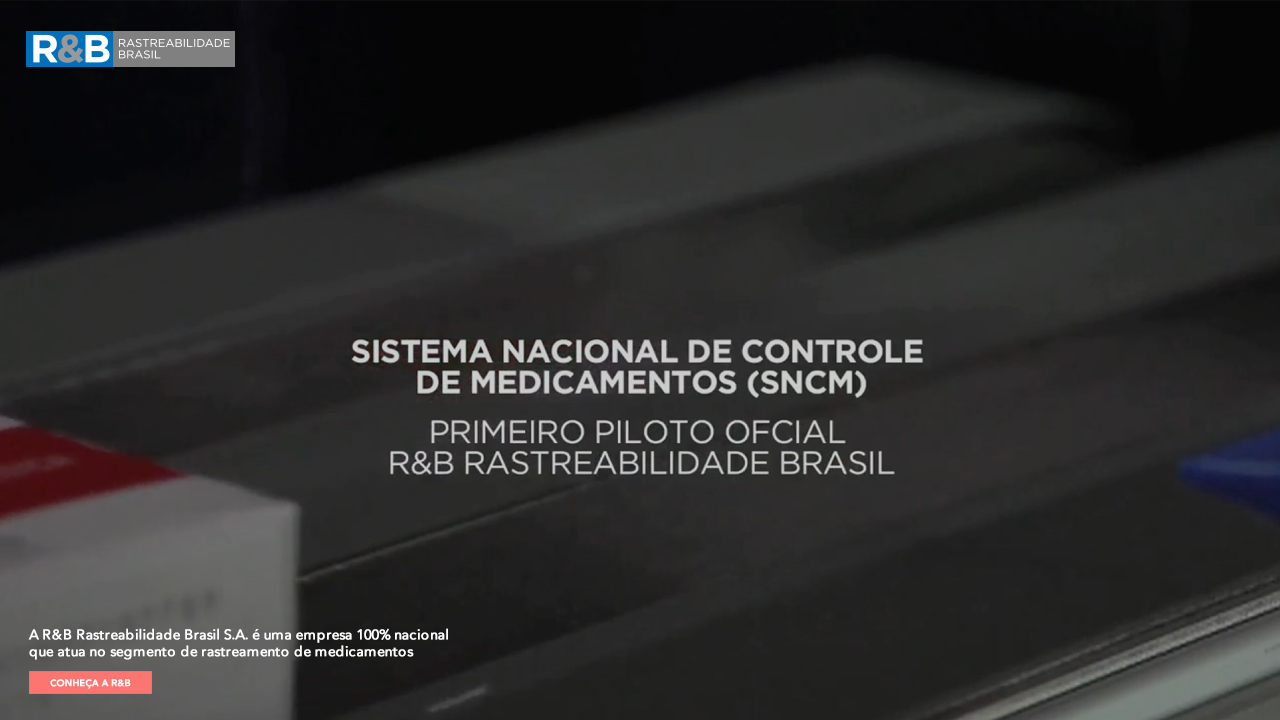 R&B RASTREABILIDADE
BRASIL
SISTEMA NACIONAL DE CONTROLE
DE MEDICAMENTOS (SNCM)
PRIMEIRO PILOTO OFCIAL
R&B RASTREABILIDADE BRASIL
A R&B Rastreabilidade Brasil S.A. é uma empresa 100% nacional
que atua no segmento de rastreamento de medicamentos
CONHEÇA A R&B